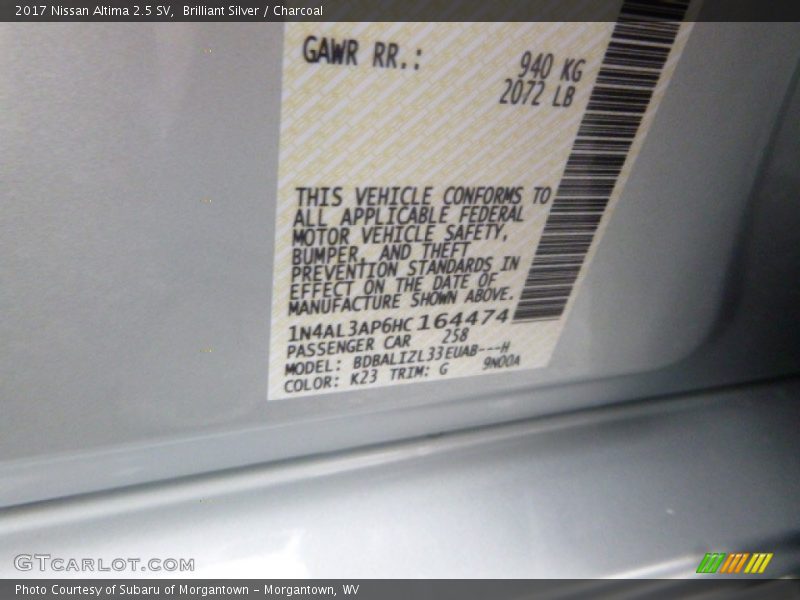 2017 Nissan Altima 2.5 SV, Brilliant Silver / Charcoal
GAWR RR.: 940 KG
2072 LB
THIS VEHICLE CONFORMS TO
ALL APPLICABLE FEDERAL
MOTOR VEHICLE SAFETY,
BUMPER, AND THEFT
PREVENTION STANDARDS IN
EFFECT ON THE DATE OF
MANUFACTURE SHOWN ABOVE.
1N4AL3AP6HC164474
PASSENGER CAR 258
MODEL: BDBALIZL33EUAB---H
COLOR: K23 TRIM: G 9N00A
GTCARLOT.COM
Photo Courtesy of Subaru of Morgantown – Morgantown, WV